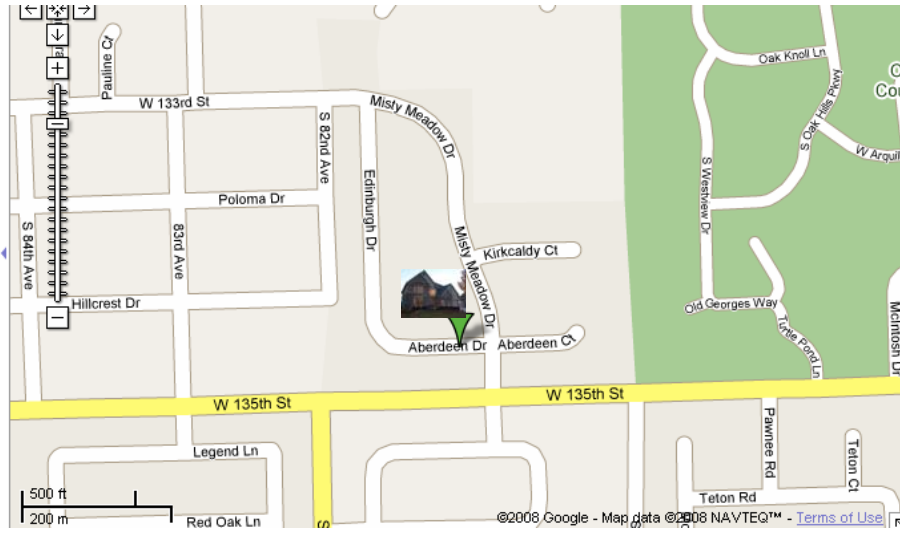 Pauline Ct
W 133rd St
Misty Meadow Dr
Oak Knoll Ln
S Oak Hills Pkwy
W Arquil
S 82nd Ave
Edinburgh Dr
S Westview Dr
Poloma Dr
S 84th Ave
83rd Ave
Misty Meadow Dr
Kirkcaldy Ct
Hillcrest Dr
Old Georges Way
Turtle Pond Ln
McIntosh Dr
Aberdeen Dr
Aberdeen Ct
W 135th St
W 135th St
Legend Ln
Pawnee Rd
Teton Ct
Teton Rd
500 ft
200 m
Red Oak Ln
S
©2008 Google - Map data ©2008 NAVTEQ™ - Terms of Use